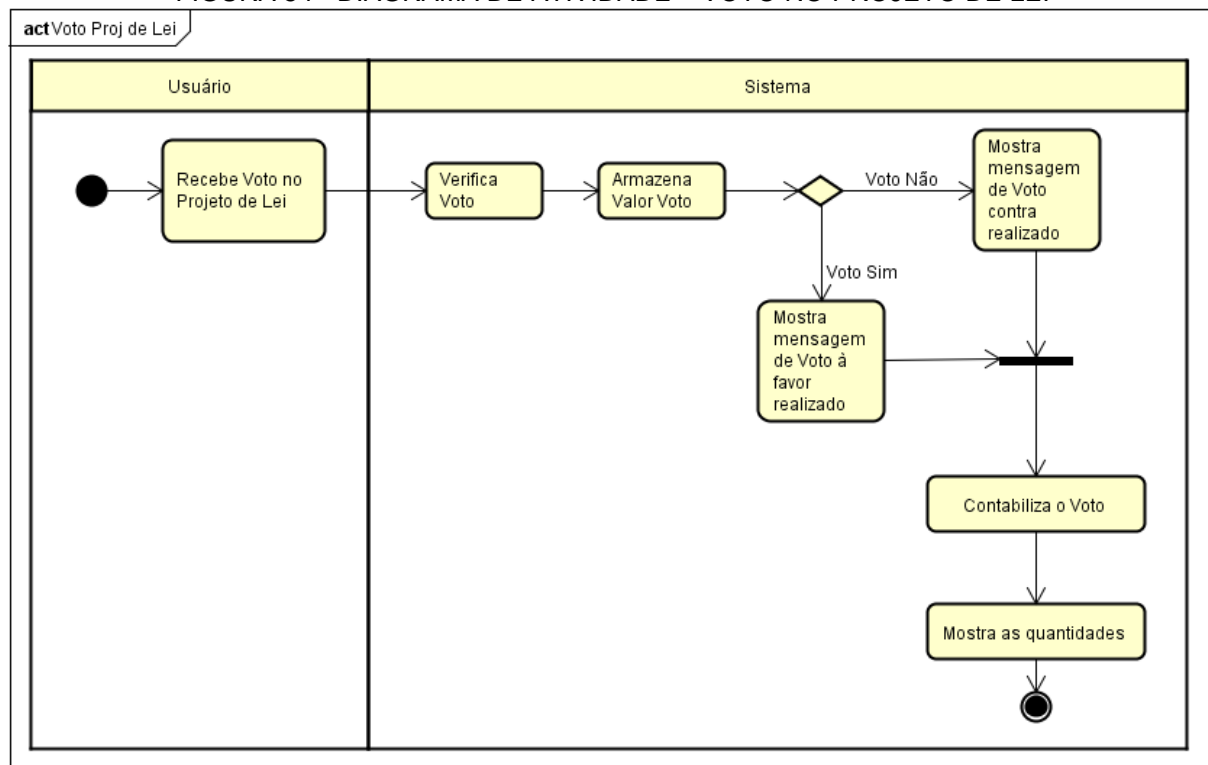 act Voto Proj de Lei
Usuário
Sistema
Recebe Voto no
Projeto de Lei
Verifica
Voto
Armazena
Valor Voto
Voto Não
Mostra
mensagem
de Voto
contra
realizado
Voto Sim
Mostra
mensagem
de Voto à
favor
realizado
Contabiliza o Voto
Mostra as quantidades